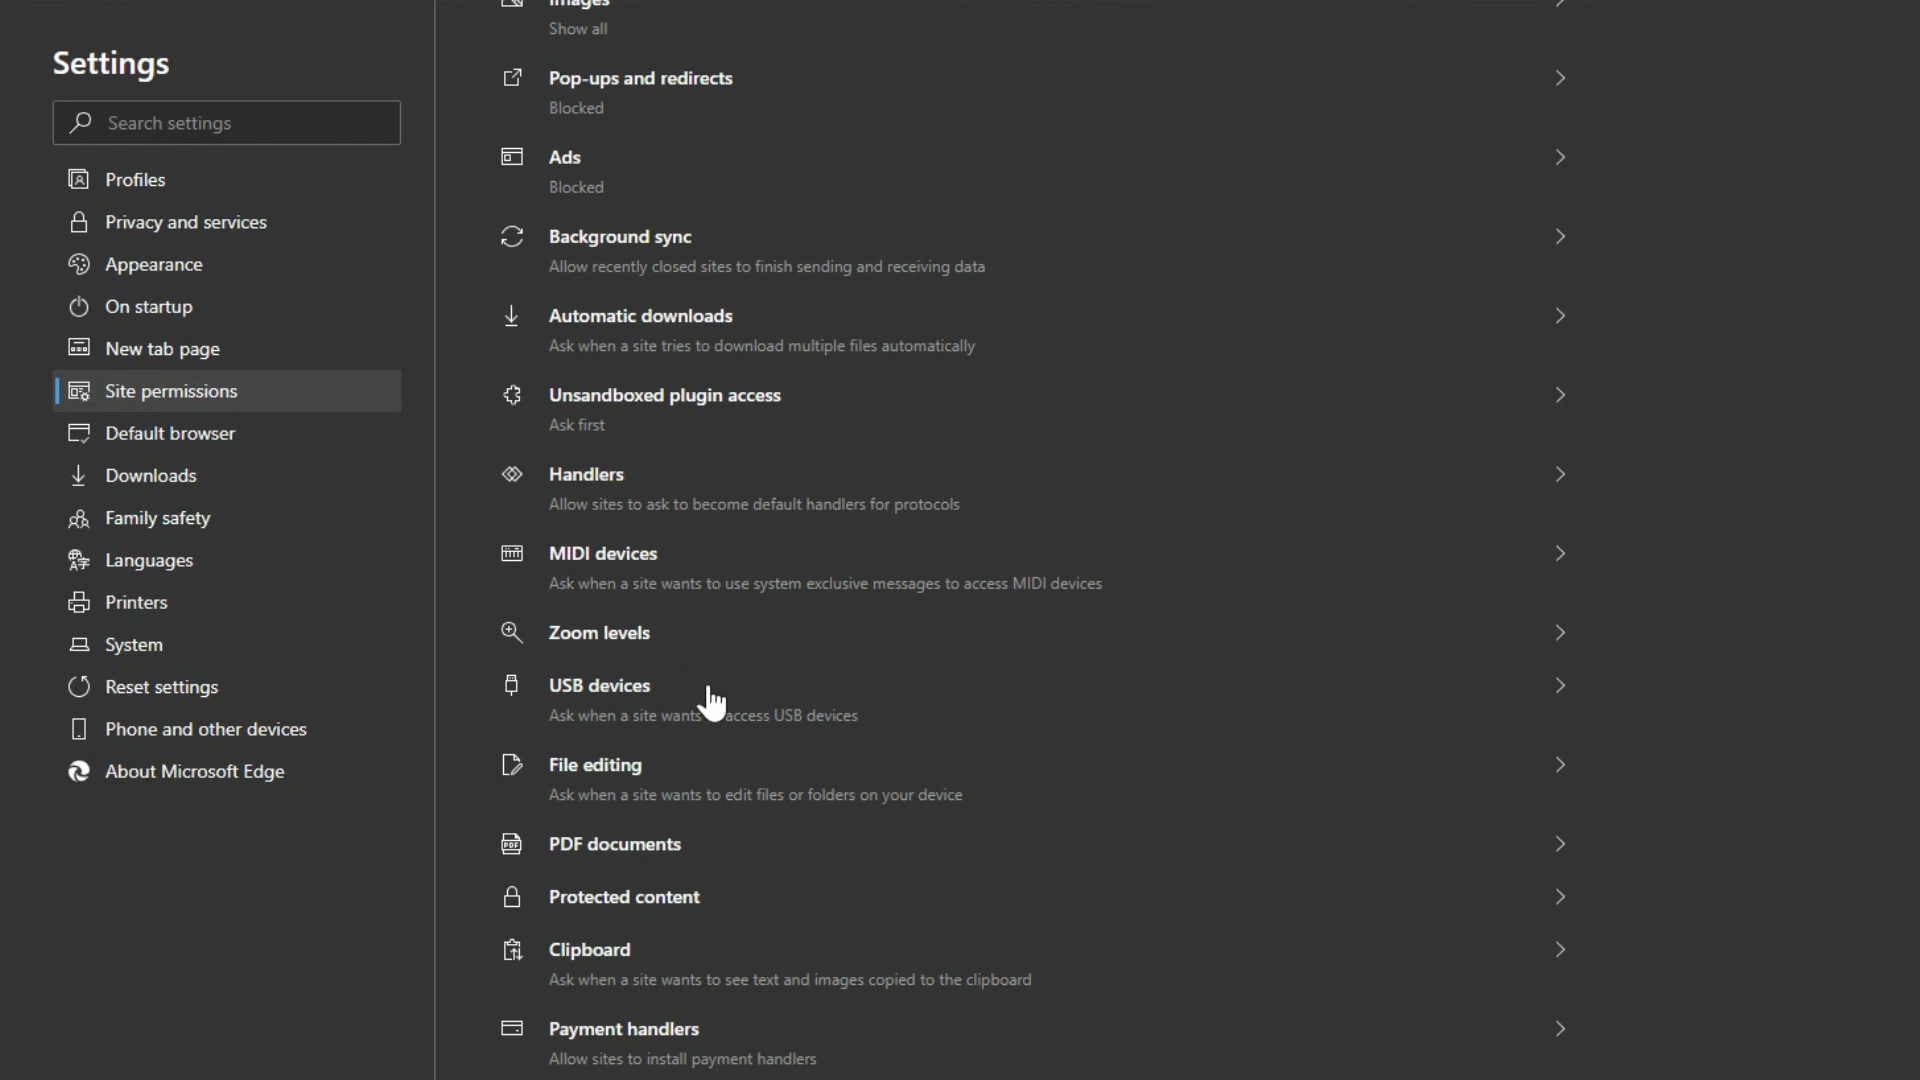 Settings
Search settings
Profiles
Privacy and services
Appearance
On startup
New tab page
Site permissions
Default browser
Downloads
Family safety
Languages
Printers
System
Reset settings
Phone and other devices
About Microsoft Edge
Images
Show all
Pop-ups and redirects
Blocked
Ads
Blocked
Background sync
Allow recently closed sites to finish sending and receiving data
Automatic downloads
Ask when a site tries to download multiple files automatically
Unsandboxed plugin access
Ask first
Handlers
Allow sites to ask to become default handlers for protocols
MIDI devices
Ask when a site wants to use system exclusive messages to access MIDI devices
Zoom levels
USB devices
Ask when a site wants access USB devices
File editing
Ask when a site wants to edit files or folders on your device
PDF documents
Protected content
Clipboard
Ask when a site wants to see text and images copied to the clipboard
Payment handlers
Allow sites to install payment handlers